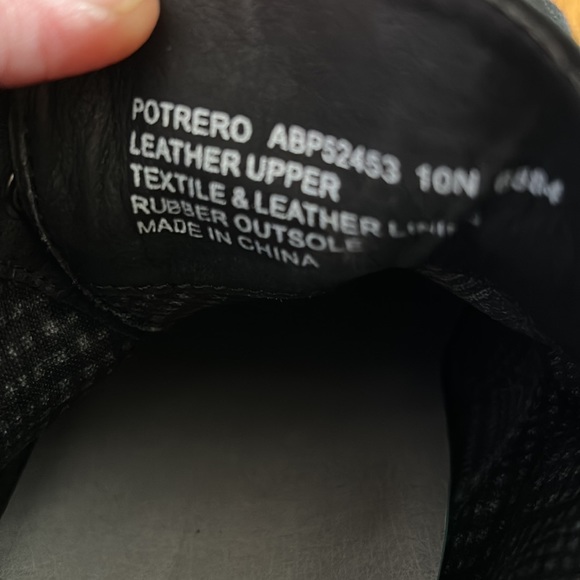 POTRERO ABP52453 10N
LEATHER UPPER
TEXTILE & LEATHER
RUBBER OUTSOLE
MADE IN CHINA